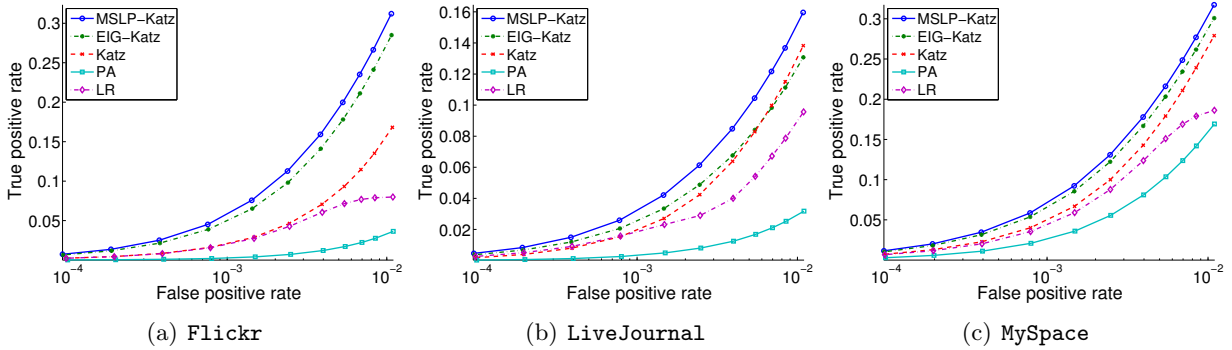 MSLP−Katz
EIG−Katz
Katz
PA
LR
0.3
0.25
0.2
0.15
0.1
0.05
True positive rate
10−4
10−3
10−2
False positive rate
(a) Flickr
MSLP−Katz
EIG−Katz
Katz
PA
LR
0.16
0.14
0.12
0.1
0.08
0.06
0.04
0.02
True positive rate
10−4
10−3
10−2
False positive rate
(b) LiveJournal
MSLP−Katz
EIG−Katz
Katz
PA
LR
0.3
0.25
0.2
0.15
0.1
0.05
True positive rate
10−4
10−3
10−2
False positive rate
(c) MySpace